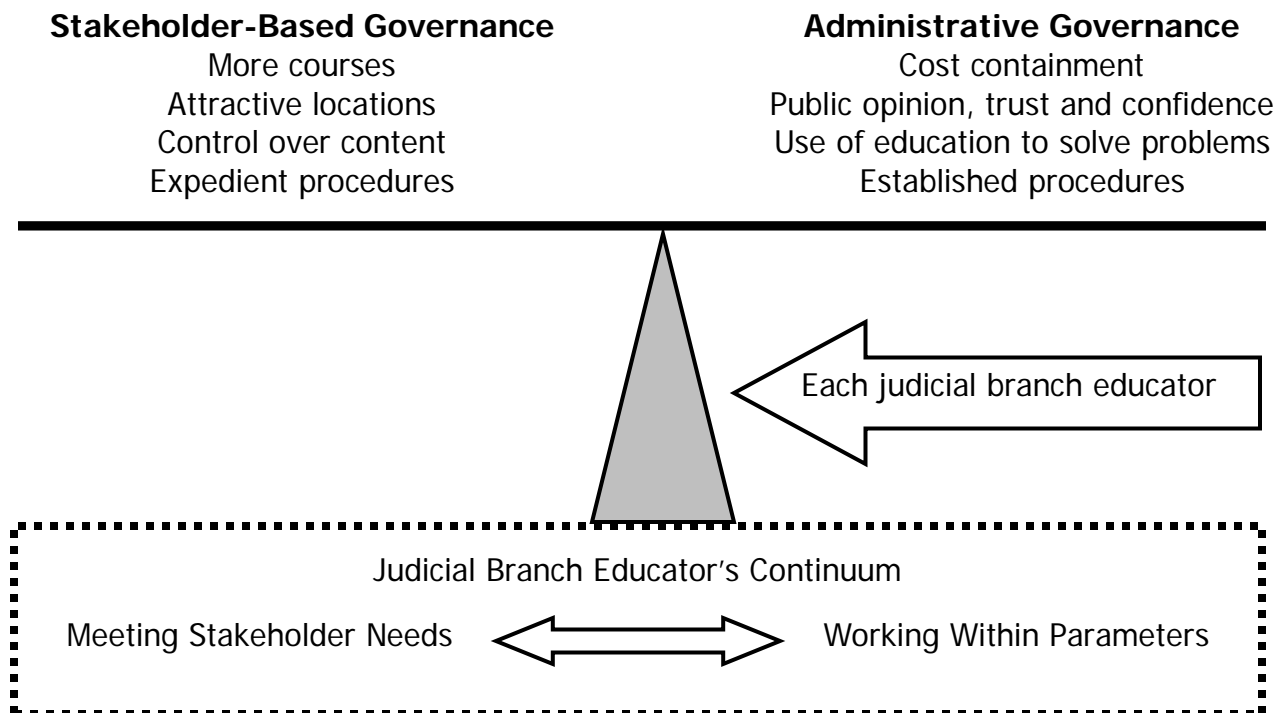 Stakeholder-Based Governance
More courses
Attractive locations
Control over content
Expedient procedures
Administrative Governance
Cost containment
Public opinion, trust and confidence
Use of education to solve problems
Established procedures
Each judicial branch educator
Judicial Branch Educator's Continuum
Meeting Stakeholder Needs
Working Within Parameters